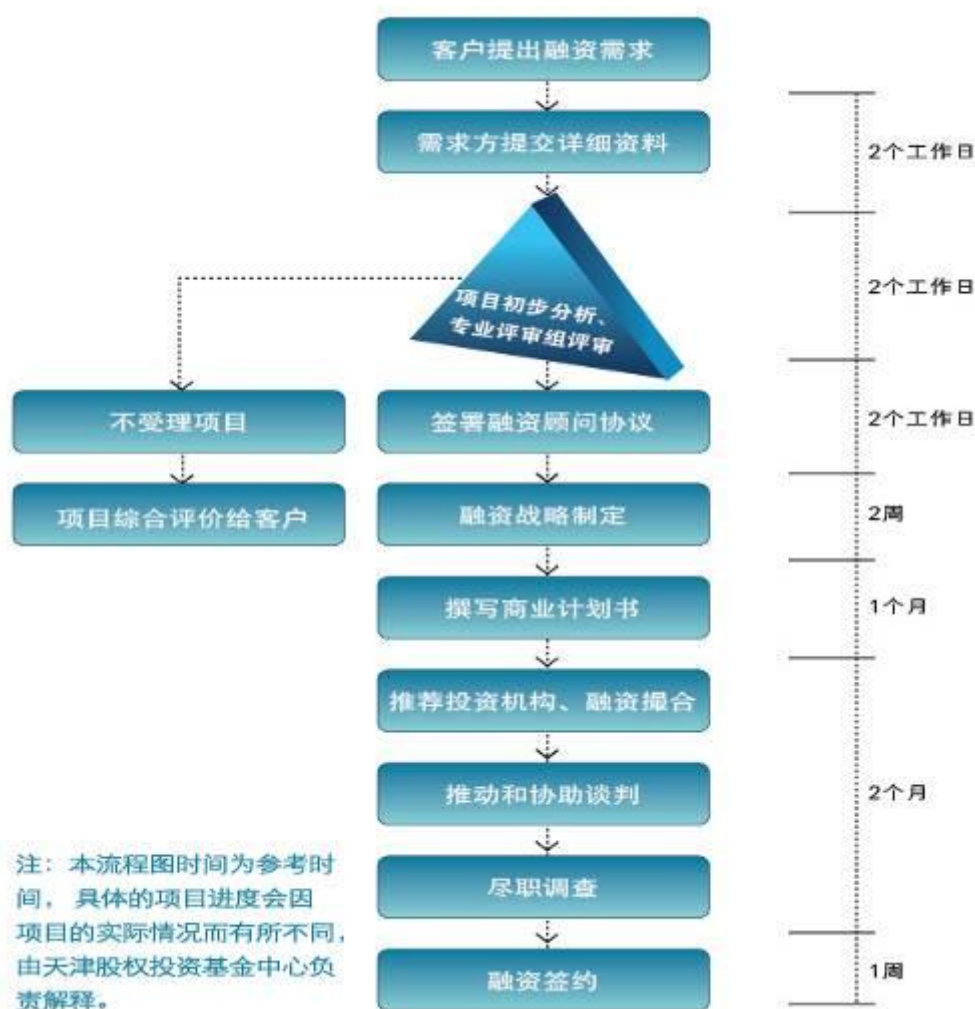 客户提出融资需求
需求方提交详细资料
2个工作日
项目初步分析、
专业评审组评审
2个工作日
不受理项目
签署融资顾问协议
2个工作日
项目综合评价给客户
融资战略制定
2周
撰写商业计划书
1个月
推荐投资机构、融资撮合
推动和协助谈判
2个月
尽职调查
融资签约
1周
注：本流程图时间为参考时
间，具体的项目进度会因
项目的实际情况而有所不同，
由天津股权投资基金中心负
责解释。